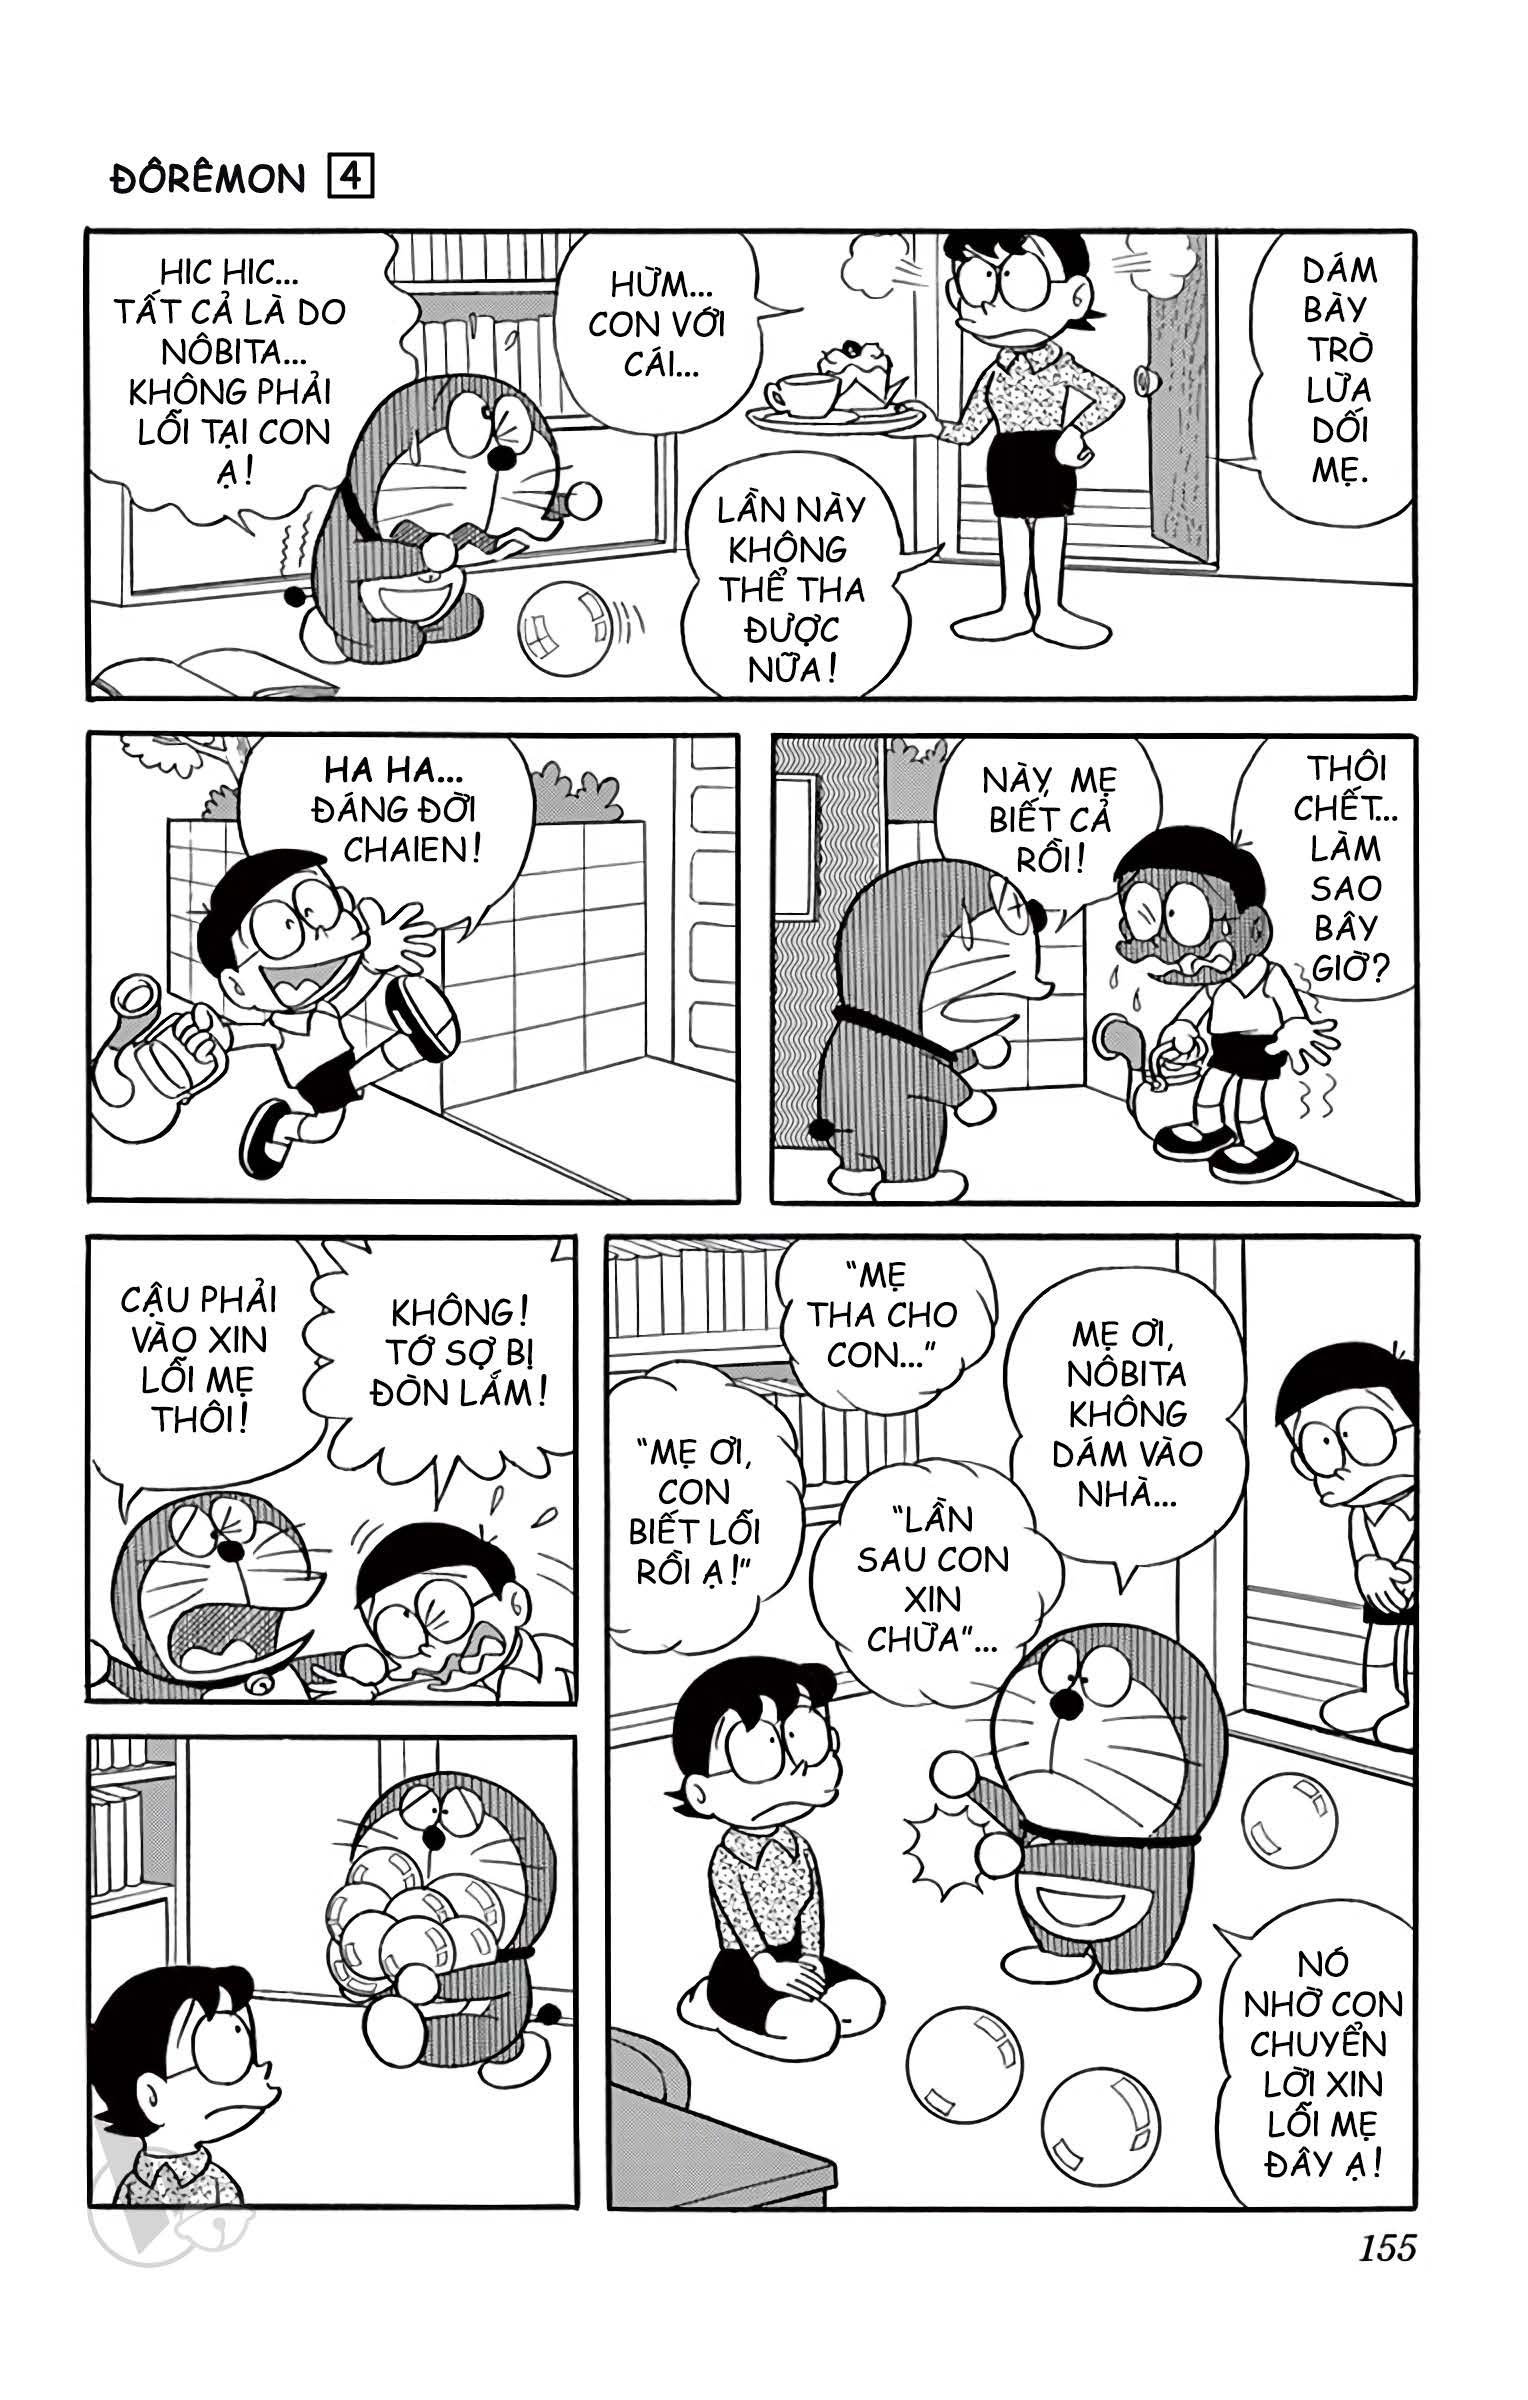 ĐÔRÊMON 4
HIC HIC...
TẤT CẢ LÀ DO
NÔBITA...
KHÔNG PHẢI
LỖI TẠI CON
Ạ!
HỪM...
CON VỚI
CÁI...
DÁM
BÀY
TRÒ
LỪA
DỐI
MẸ.
LẦN NÀY
KHÔNG
THỂ THA
ĐƯỢC
NỮA!
HA HA...
ĐÁNG ĐỜI
CHAIEN!
NÀY, MẸ
BIẾT CẢ
RỒI!
THÔI
CHẾT...
LÀM
SAO
BÂY
GIỜ?
CẬU PHẢI
VÀO XIN
LỖI MẸ
THÔI!
KHÔNG!
TỚ SỢ BỊ
ĐÒN LẮM!
MẸ ƠI,
NÔBITA
KHÔNG
DÁM VÀO
NHÀ...
"MẸ
THA CHO
CON..."
"MẸ ƠI,
CON
BIẾT LỖI
RỒI Ạ!"
"LẦN
SAU CON
XIN
CHỪA"...
NÓ
NHỜ CON
CHUYỂN
LỜI XIN
LỖI MẸ
ĐÂY Ạ!
155